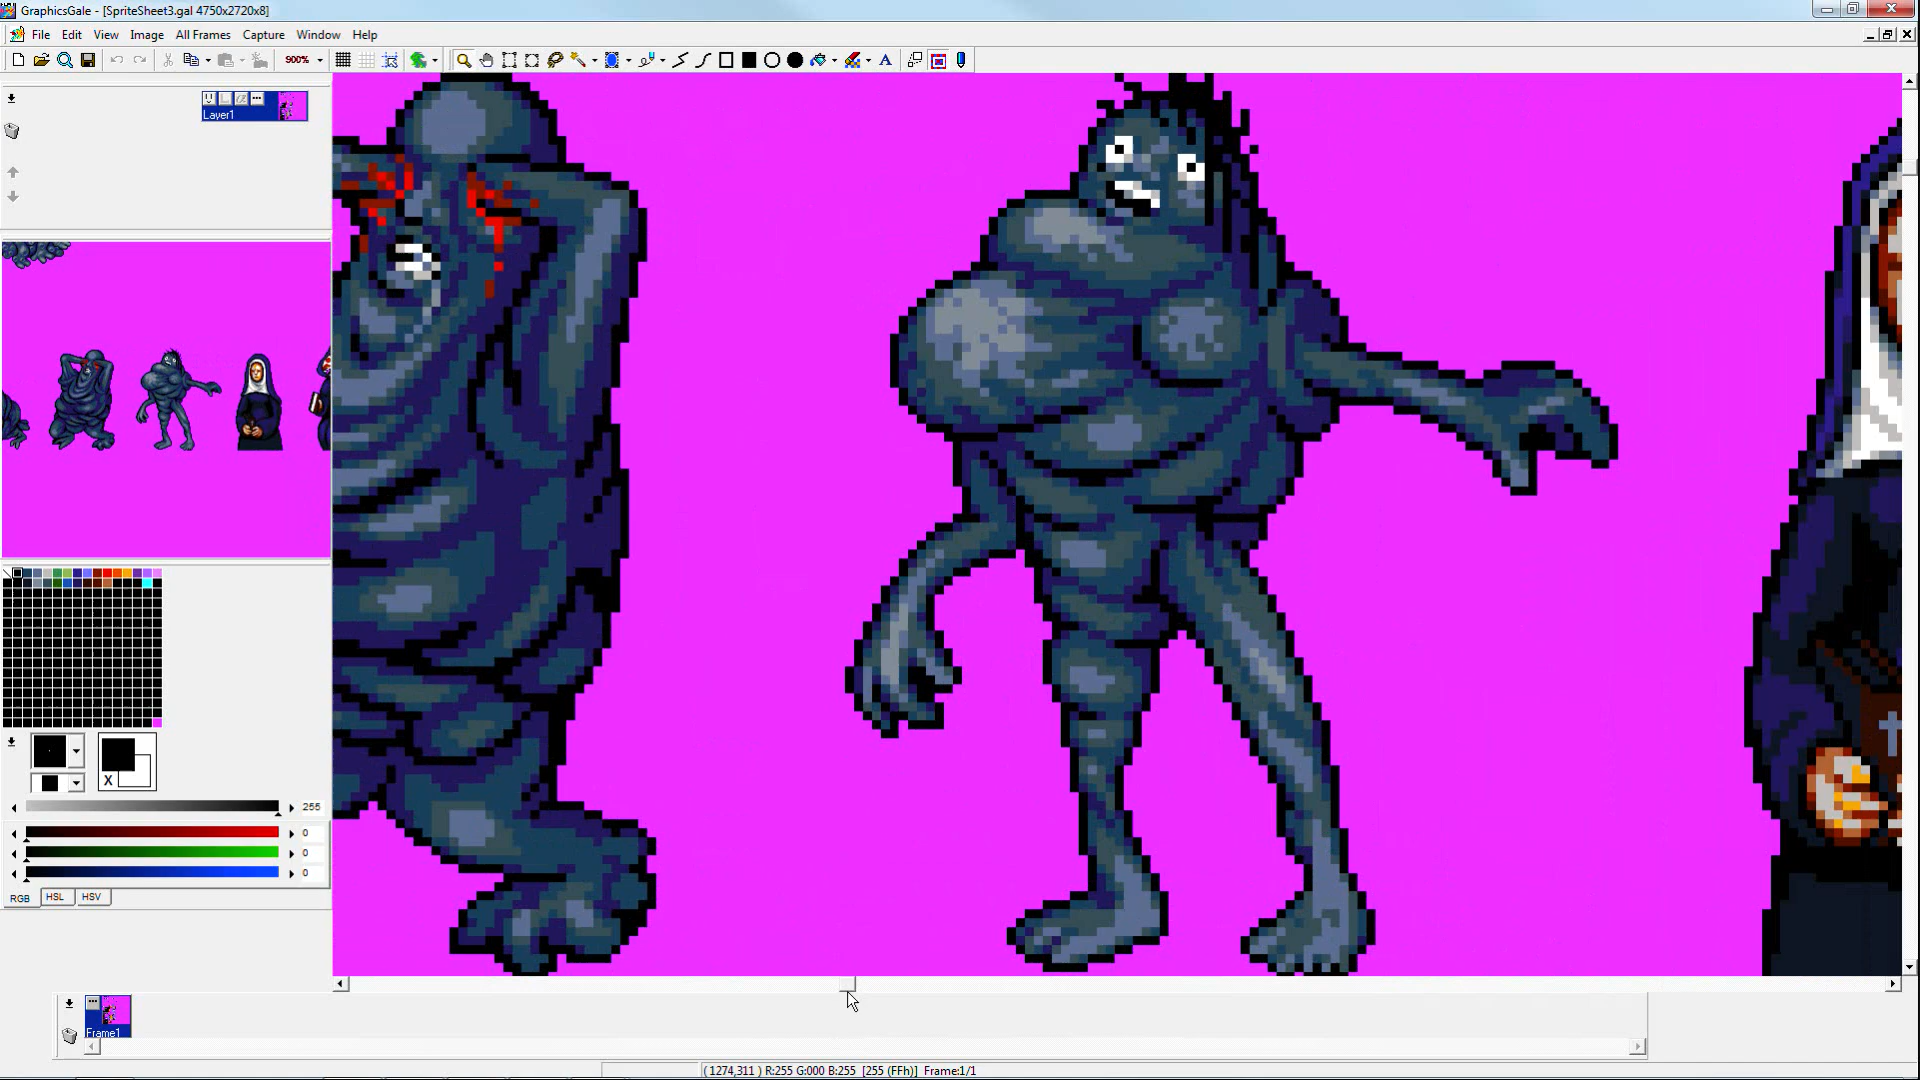 GraphicsGale - [SpriteSheet3.gal 4750x2720x8]
File Edit View Image All Frames Capture Window Help
900%
A
Layer1
X
255
0
0
0
RGB HSL HSV
Frame1
( 1274,311 ) R:255 G:000 B:255 [255 (FFh)] Frame:1/1